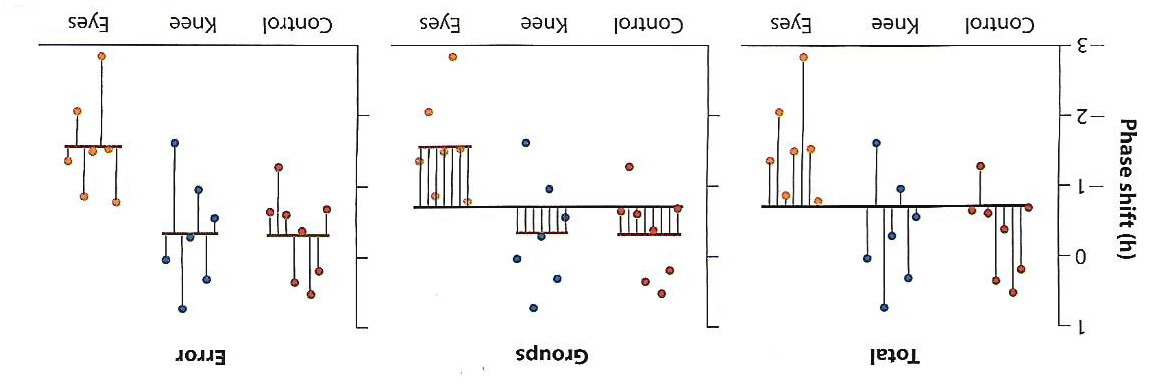 Total Groups Error
Phase shift (h)
1
0
–1
–2
–3
Control Knee Eyes Control Knee Eyes Control Knee Eyes